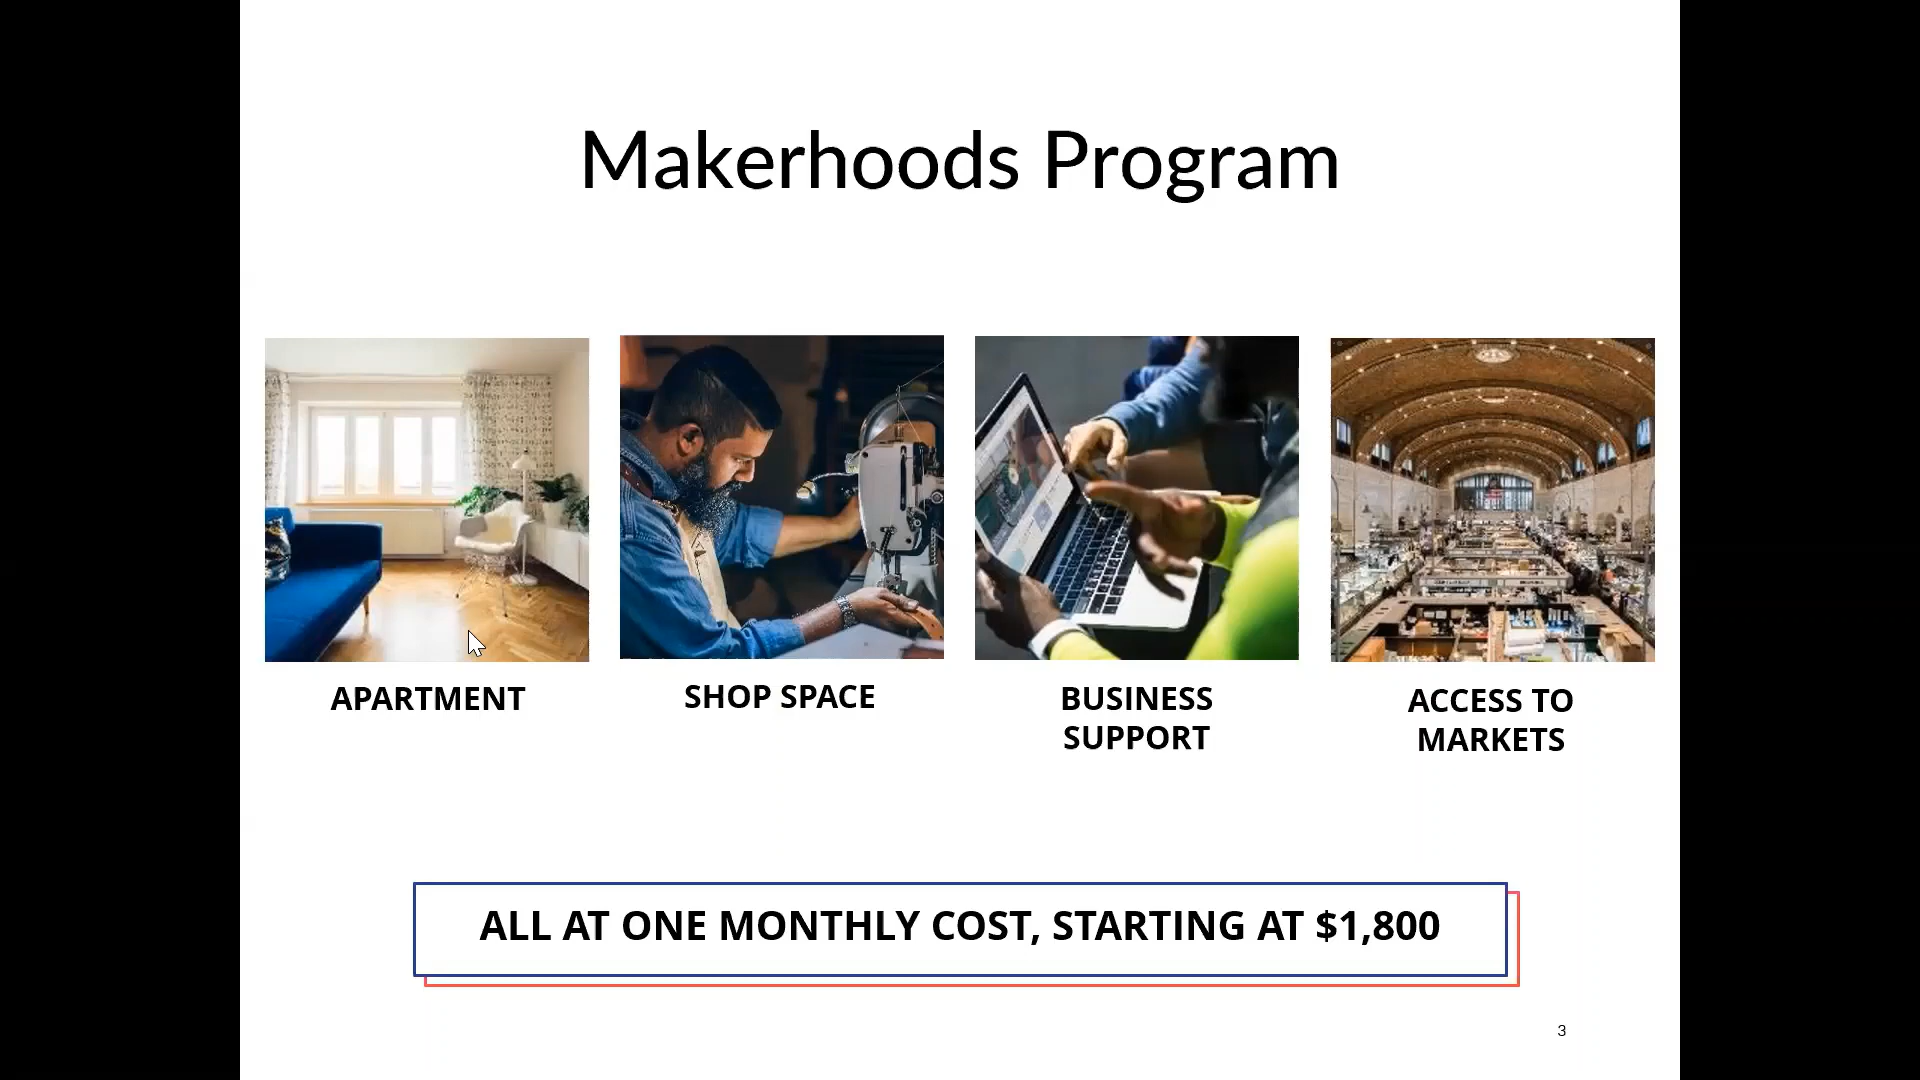 Makerhoods Program
APARTMENT
SHOP SPACE
BUSINESS
SUPPORT
ACCESS TO
MARKETS
ALL AT ONE MONTHLY COST, STARTING AT $1,800
3